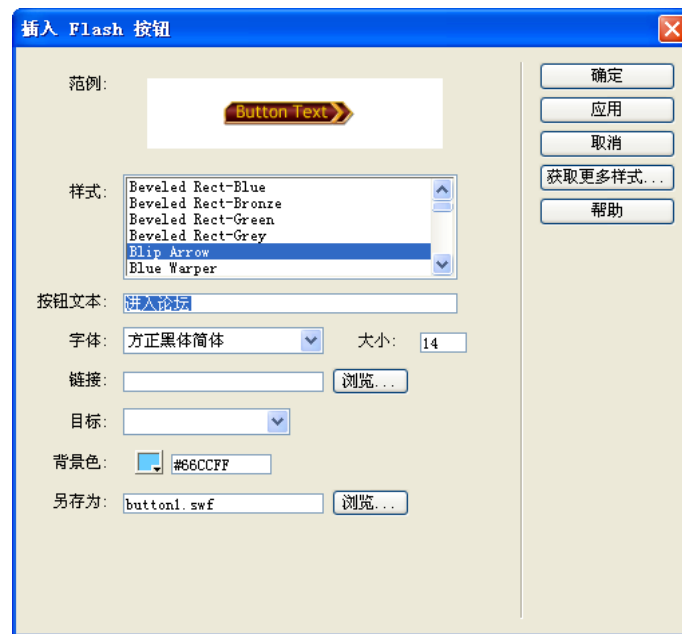 插入 Flash 按钮
范例:
Button Text
样式:
Beveled Rect-Blue
Beveled Rect-Bronze
Beveled Rect-Green
Beveled Rect-Grey
Blip Arrow
Blue Warper
按钮文本: 进入论坛
字体: 方正黑体简体 大小: 14
链接: 浏览...
目标:
背景色: #66CCFF
另存为: button1.swf 浏览...
确定
应用
取消
获取更多样式...
帮助